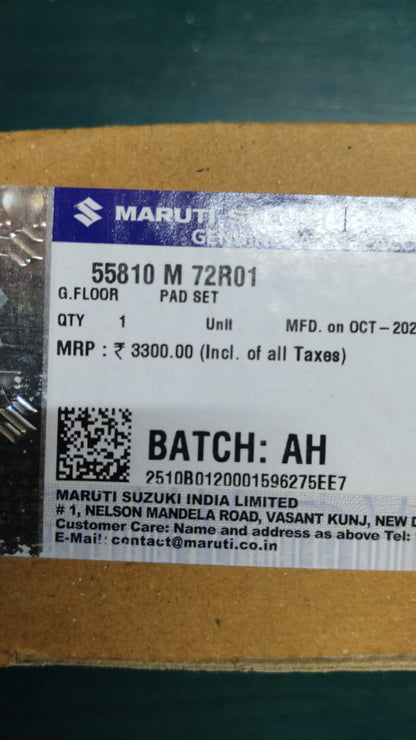 MARUTI SUZUKI
55810 M 72R01
G.FLOOR PAD SET
QTY 1 Unit MFD. on OCT-202
MRP : ₹ 3300.00 (Incl. of all Taxes)
BATCH: AH
2510B0120001596275EE7
MARUTI SUZUKI INDIA LIMITED
# 1, NELSON MANDELA ROAD, VASANT KUNJ, NEW D
Customer Care: Name and address as above Tel:
E-Mail: contact@maruti.co.in